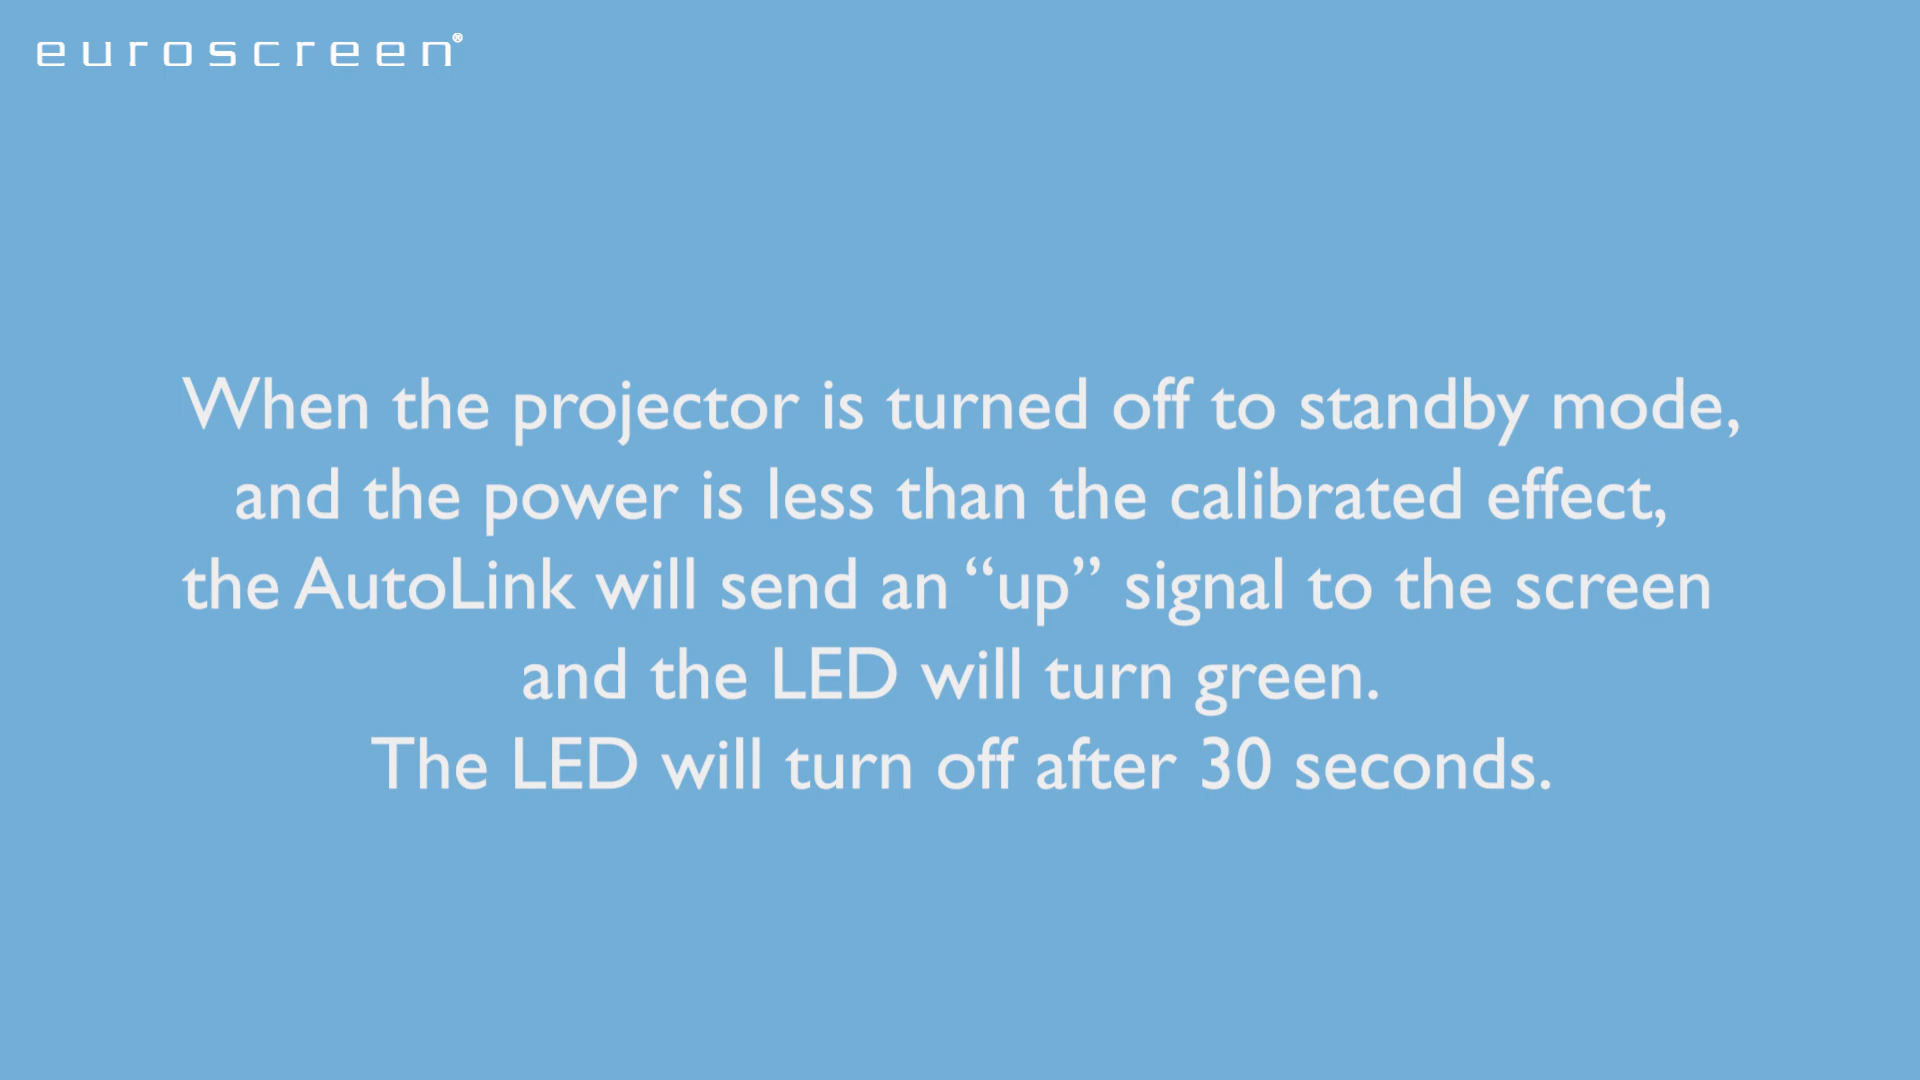 euroscreen®
When the projector is turned off to standby mode,
and the power is less than the calibrated effect,
the AutoLink will send an “up” signal to the screen
and the LED will turn green.
The LED will turn off after 30 seconds.